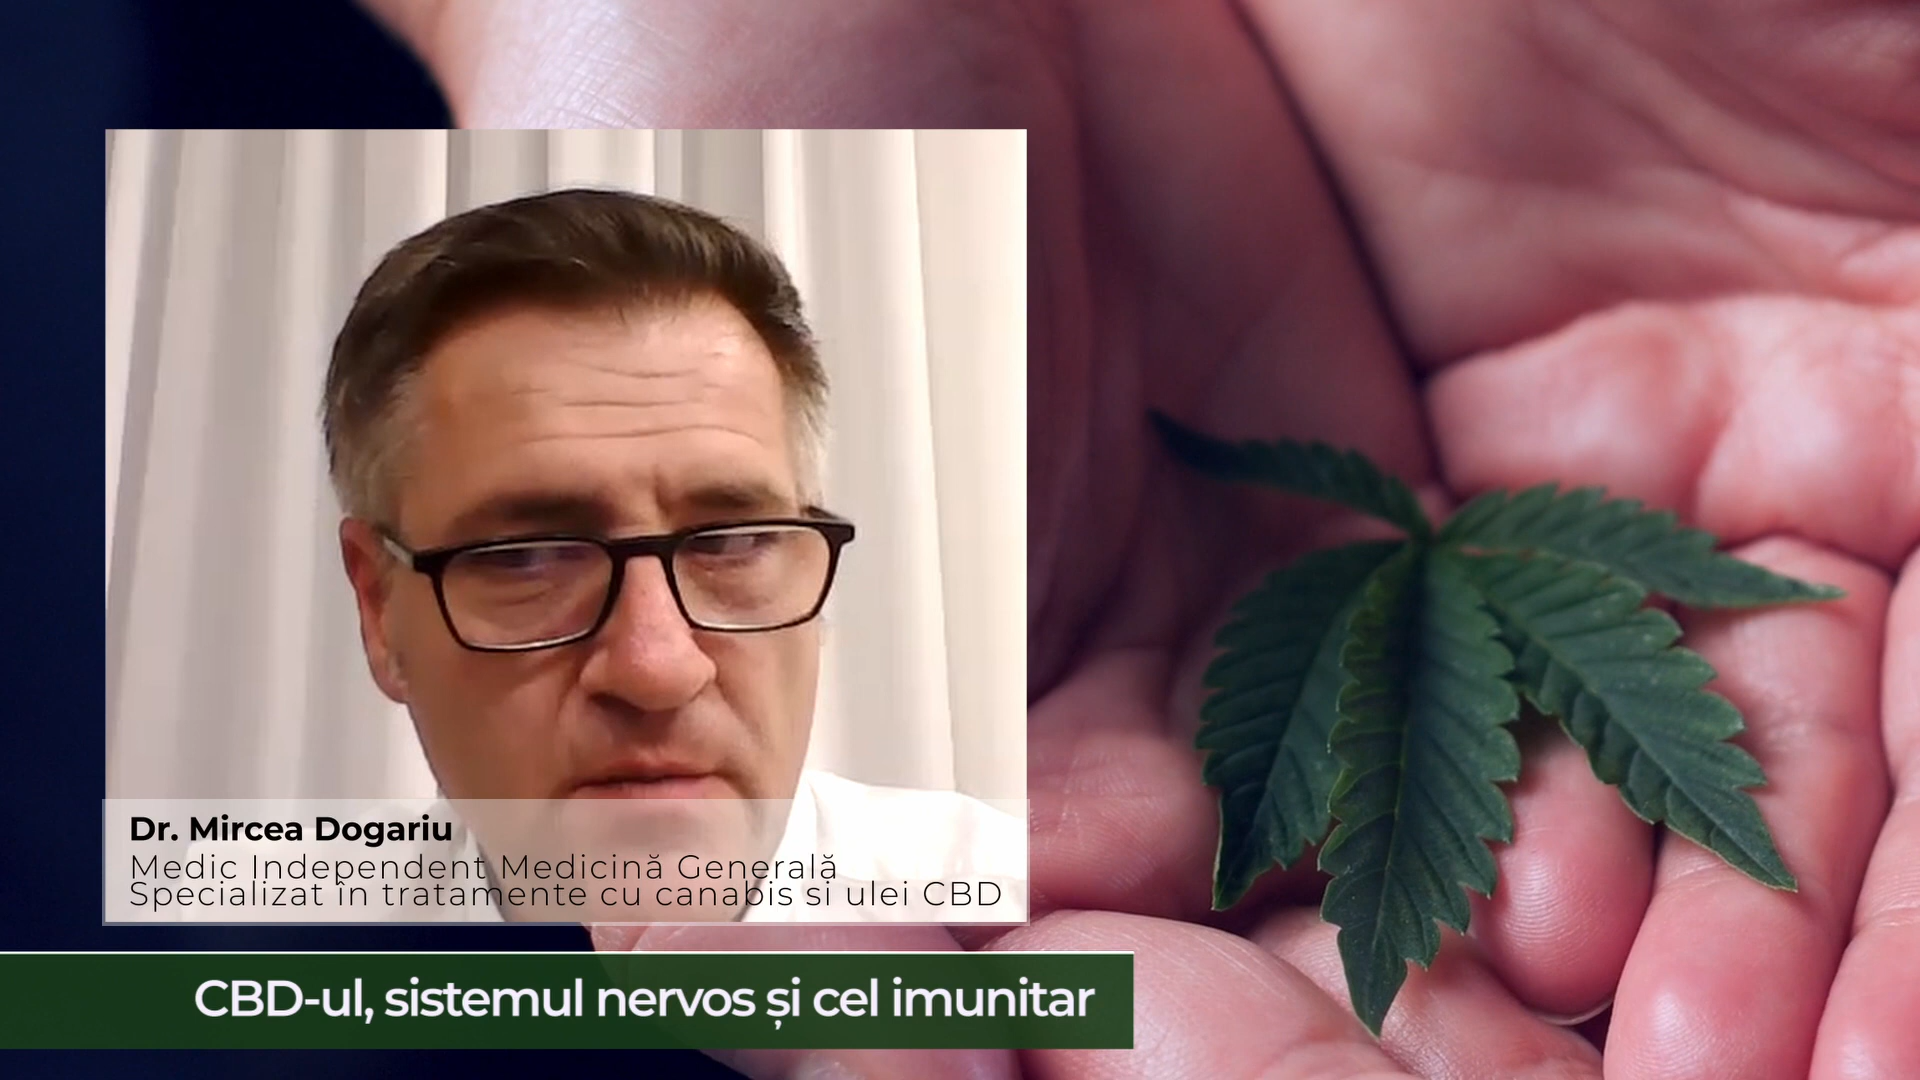 Dr. Mircea Dogariu
Medic Independent Medicină Generală
Specializat în tratamente cu canabis si ulei CBD
CBD-ul, sistemul nervos și cel imunitar